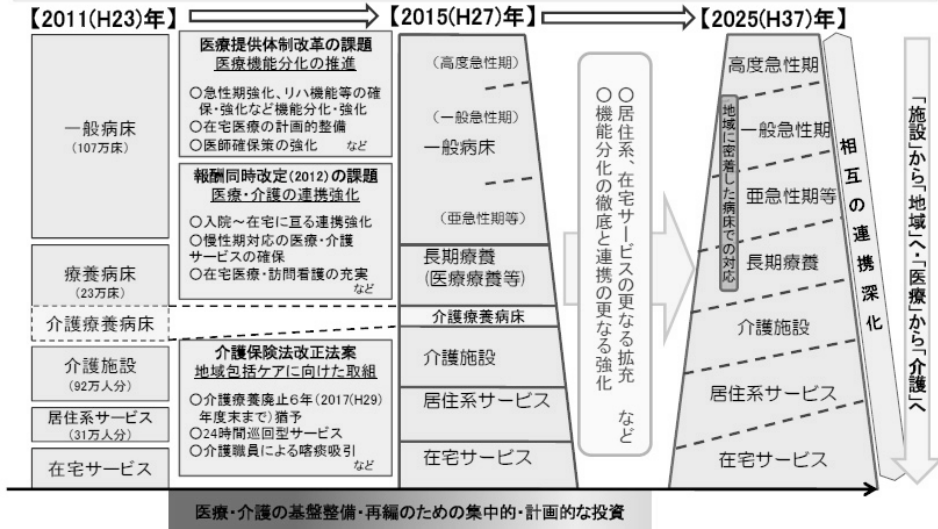 【2011(H23)年】
【2015(H27)年】
【2025(H37)年】
一般病床
(107万床)
療養病床
(23万床)
介護療養病床
介護施設
(92万人分)
居住系サービス
(31万人分)
在宅サービス
医療提供体制改革の課題
医療機能分化の推進
○急性期強化、リハ機能等の確
保・強化など機能分化・強化
○在宅医療の計画的整備
○医師確保策の強化 など
報酬同時改定(2012)の課題
医療・介護の連携強化
○入院~在宅に亘る連携強化
○慢性期対応の医療・介護
サービスの確保
○在宅医療・訪問看護の充実
など
介護保険法改正法案
地域包括ケアに向けた取組
○介護療養廃止6年(2017(H29)
年度末まで)猶予
○24時間巡回型サービス
○介護職員による喀痰吸引
など
(高度急性期)
(一般急性期)
一般病床
(亜急性期等)
長期療養
(医療療養等)
介護療養病床
介護施設
居住系サービス
在宅サービス
○居住系、在宅サービスの更なる拡充
○機能分化の徹底と連携の更なる強化
など
高度急性期
一般急性期
亜急性期等
長期療養
介護施設
居住系サービス
在宅サービス
地域に密着した病床での対応
相互の連携深化
「施設」から「地域」へ・「医療」から「介護」へ
医療・介護の基盤整備・再編のための集中的・計画的な投資